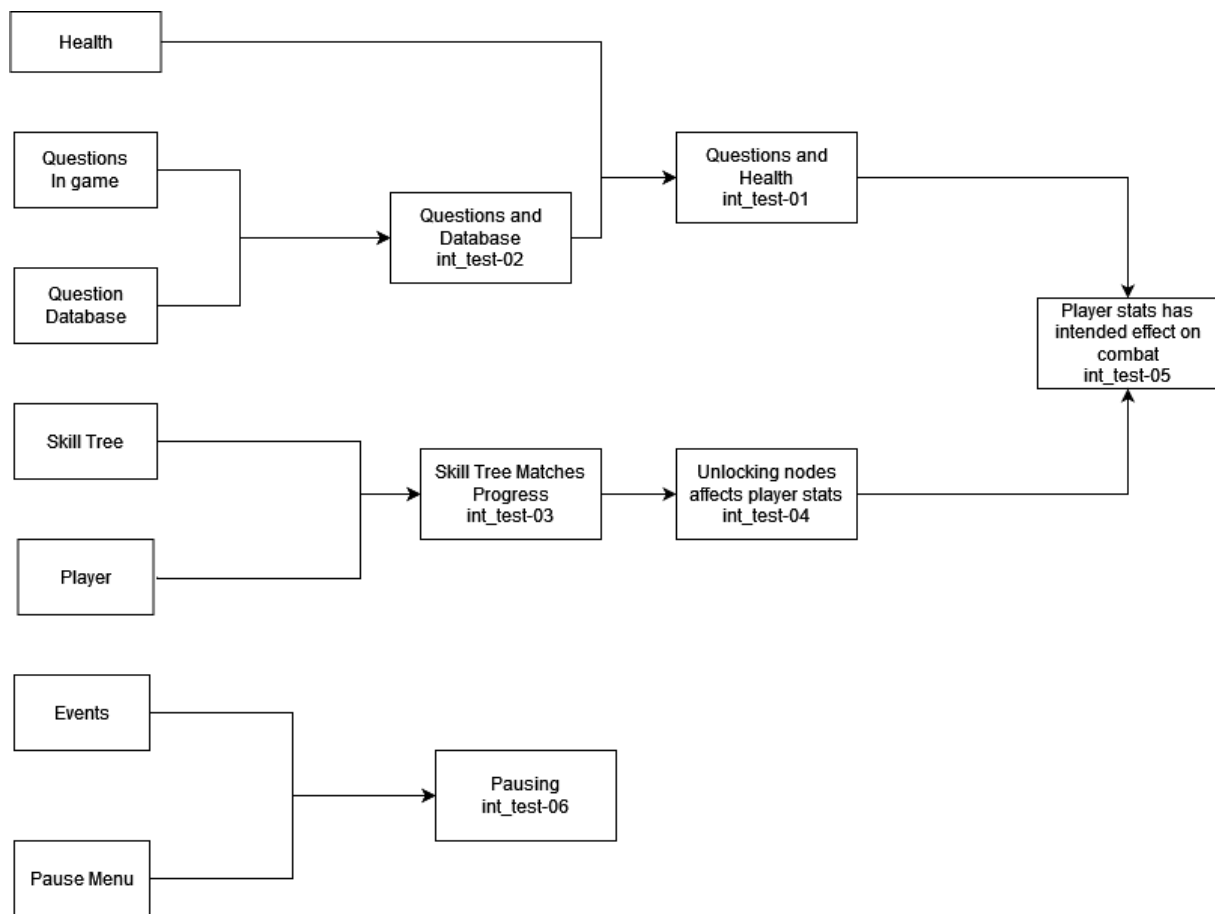 Health
Questions
In game
Questions and
Health
int_test-01
Questions and
Database
int_test-02
Question
Database
Player stats has
intended effect on
combat
int_test-05
Skill Tree
Skill Tree Matches
Progress
int_test-03
Unlocking nodes
affects player stats
int_test-04
Player
Events
Pausing
int_test-06
Pause Menu